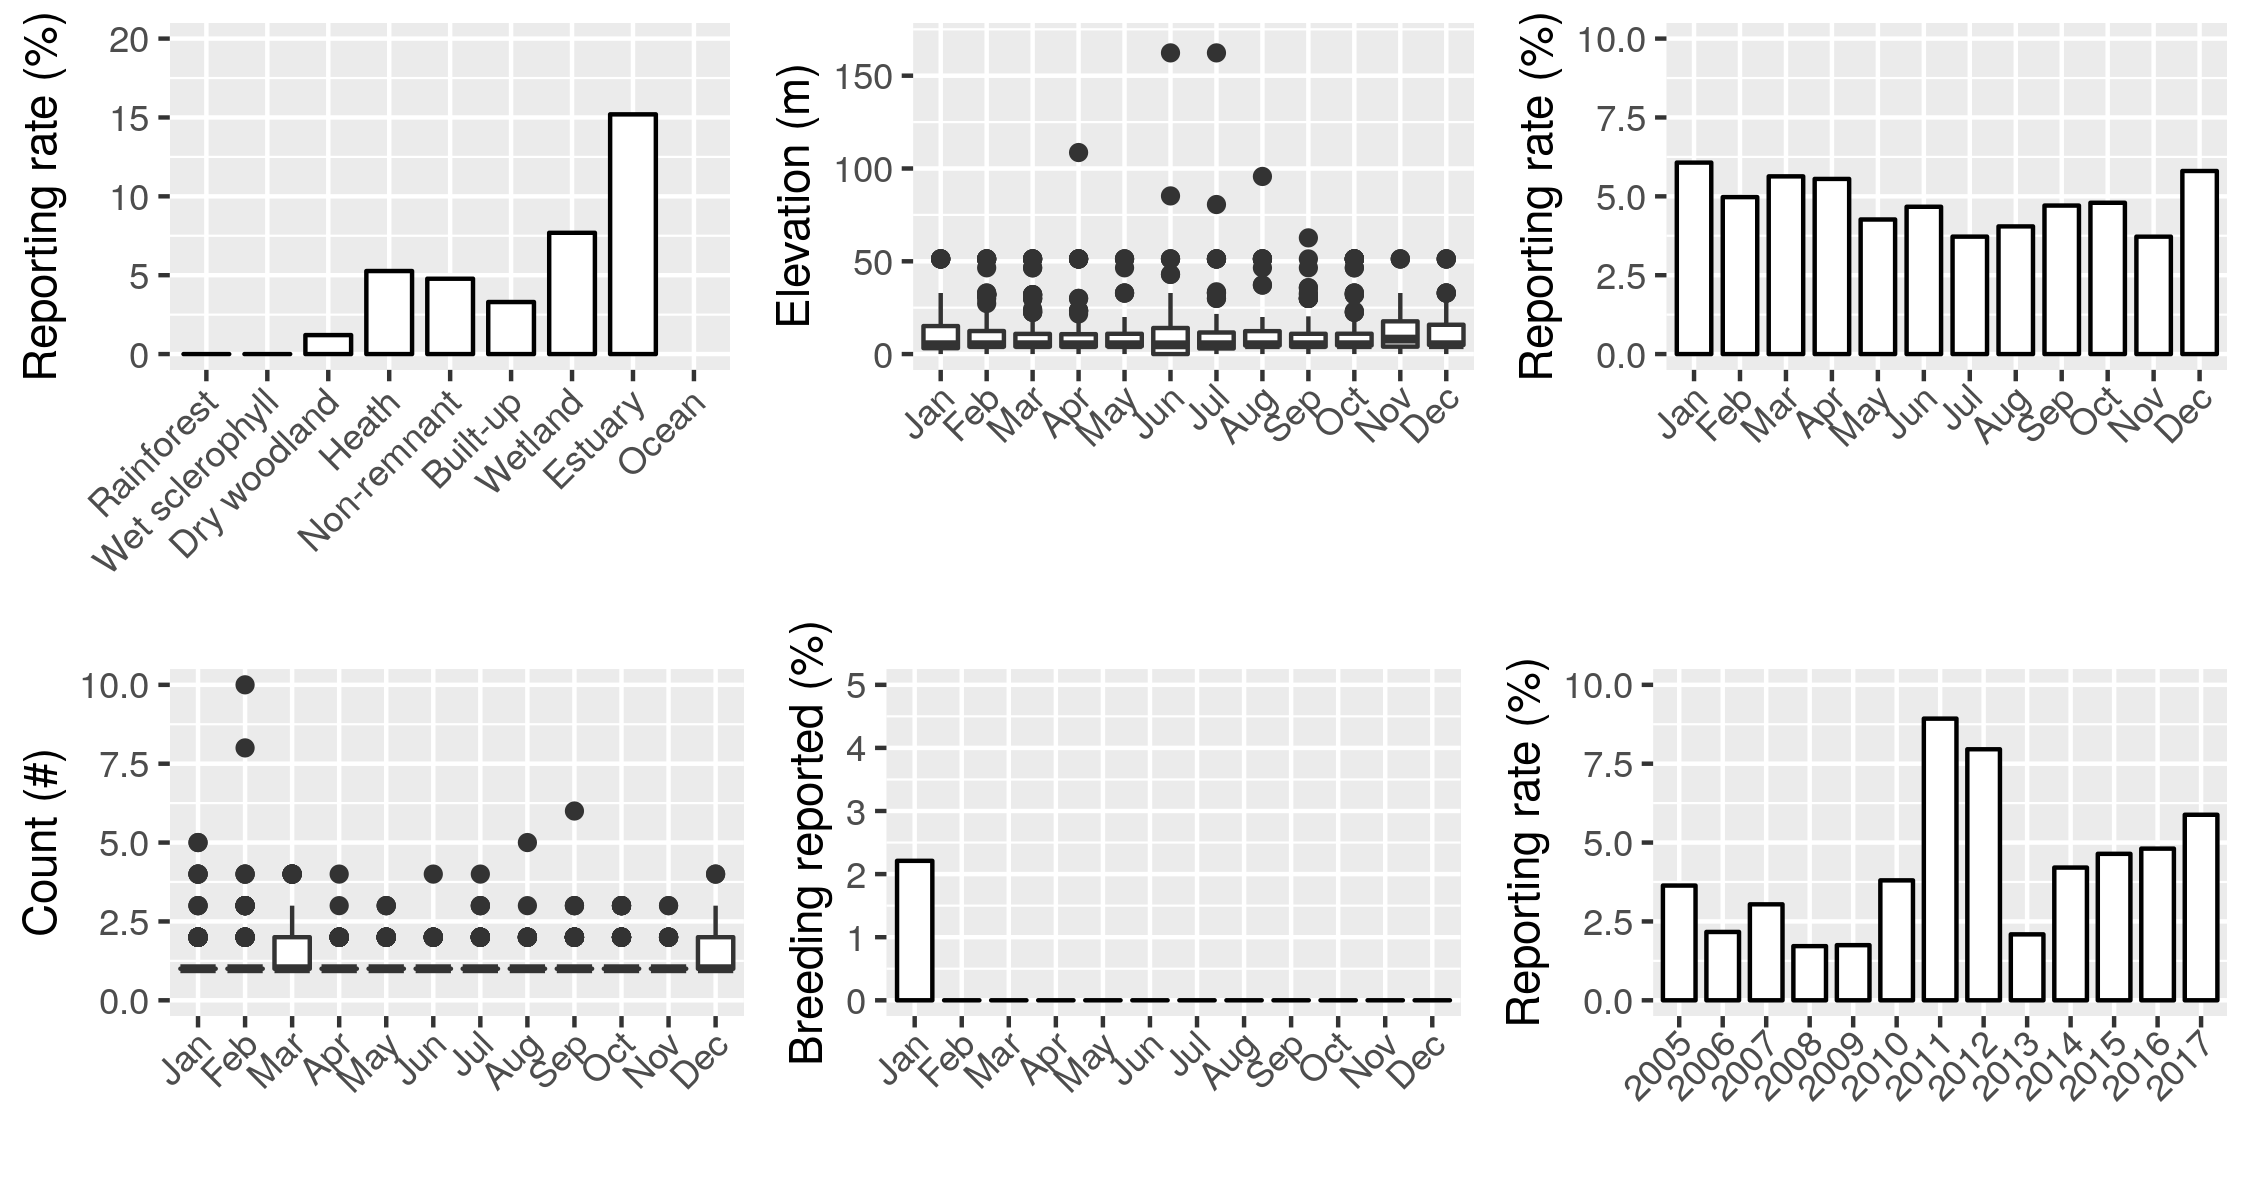 Reporting rate (%)
20
15
10
5
0
Rainforest
Wet sclerophyll
Dry woodland
Heath
Non-remnant
Built-up
Wetland
Estuary
Ocean
Elevation (m)
150
100
50
0
Jan
Feb
Mar
Apr
May
Jun
Jul
Aug
Sep
Oct
Nov
Dec
Reporting rate (%)
10.0
7.5
5.0
2.5
0.0
Jan
Feb
Mar
Apr
May
Jun
Jul
Aug
Sep
Oct
Nov
Dec
Count (#)
10.0
7.5
5.0
2.5
0.0
Jan
Feb
Mar
Apr
May
Jun
Jul
Aug
Sep
Oct
Nov
Dec
Breeding reported (%)
5
4
3
2
1
0
Jan
Feb
Mar
Apr
May
Jun
Jul
Aug
Sep
Oct
Nov
Dec
Reporting rate (%)
10.0
7.5
5.0
2.5
0.0
2005
2006
2007
2008
2009
2010
2011
2012
2013
2014
2015
2016
2017